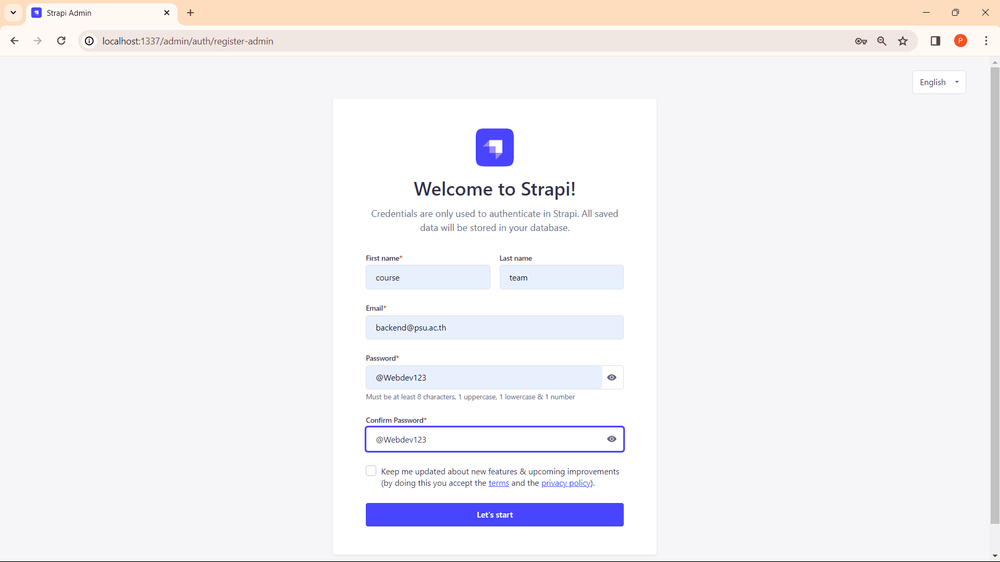 Strapi Admin
localhost:1337/admin/auth/register-admin
P
English
Welcome to Strapi!
Credentials are only used to authenticate in Strapi. All saved
data will be stored in your database.
First name*
Last name
course
team
Email*
backend@psu.ac.th
Password*
@Webdev123
Must be at least 8 characters, 1 uppercase, 1 lowercase & 1 number
Confirm Password*
@Webdev123
Keep me updated about new features & upcoming improvements
(by doing this you accept the terms and the privacy policy).
Let's start